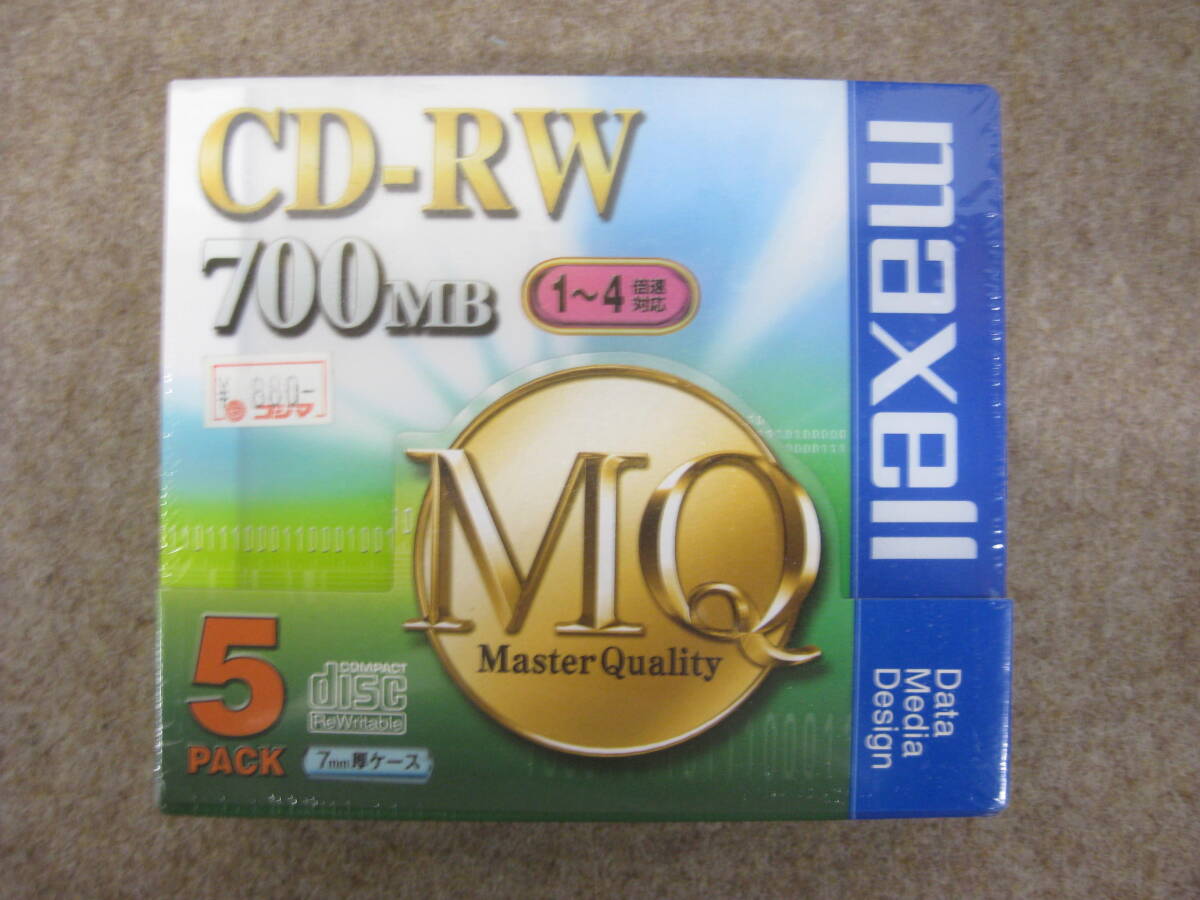 CD-RW
700MB
1~4 倍速
対応
¥ 880-
コジマ
MQ
Master Quality
1011100011000100
5
PACK
COMPACT
disc
ReWritable
7mm厚ケース
maxell
Data
Media
Design